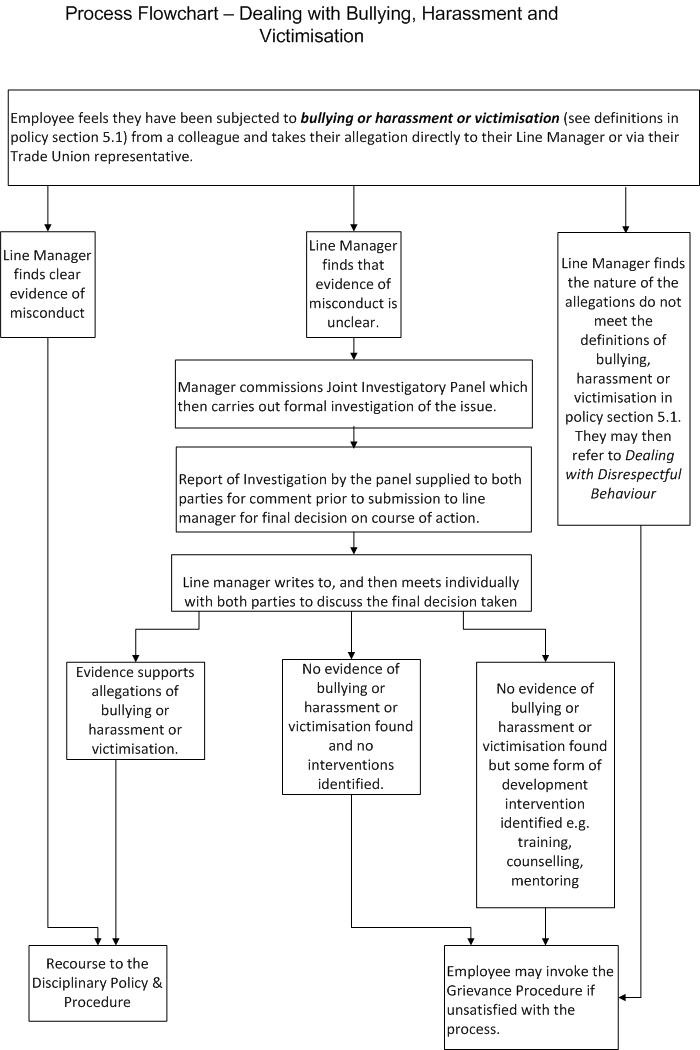 Process Flowchart – Dealing with Bullying, Harassment and
Victimisation
Employee feels they have been subjected to bullying or harassment or victimisation (see definitions in
policy section 5.1) from a colleague and takes their allegation directly to their Line Manager or via their
Trade Union representative.
Line Manager
finds clear
evidence of
misconduct
Line Manager
finds that
evidence of
misconduct is
unclear.
Line Manager finds
the nature of the
allegations do not
meet the
definitions of
bullying,
harassment or
victimisation in
policy section 5.1.
They may then
refer to Dealing
with Disrespectful
Behaviour
Manager commissions Joint Investigatory Panel which
then carries out formal investigation of the issue.
Report of Investigation by the panel supplied to both
parties for comment prior to submission to line
manager for final decision on course of action.
Line manager writes to, and then meets individually
with both parties to discuss the final decision taken
Evidence supports
allegations of
bullying or
harassment or
victimisation.
No evidence of
bullying or
harassment or
victimisation found
and no
interventions
identified.
No evidence of
bullying or
harassment or
victimisation found
but some form of
development
intervention
identified e.g.
training,
counselling,
mentoring
Recourse to the
Disciplinary Policy &
Procedure
Employee may invoke the
Grievance Procedure if
unsatisfied with the
process.